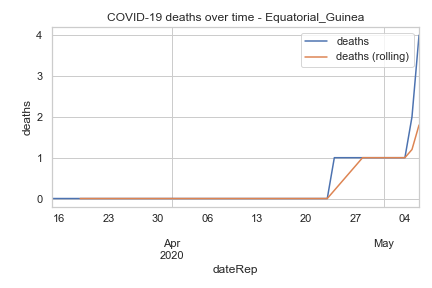 COVID-19 deaths over time - Equatorial_Guinea
deaths
deaths (rolling)
deaths
4
3
2
1
0
16 23 30 06 13 20 27 04
Apr May
2020
dateRep